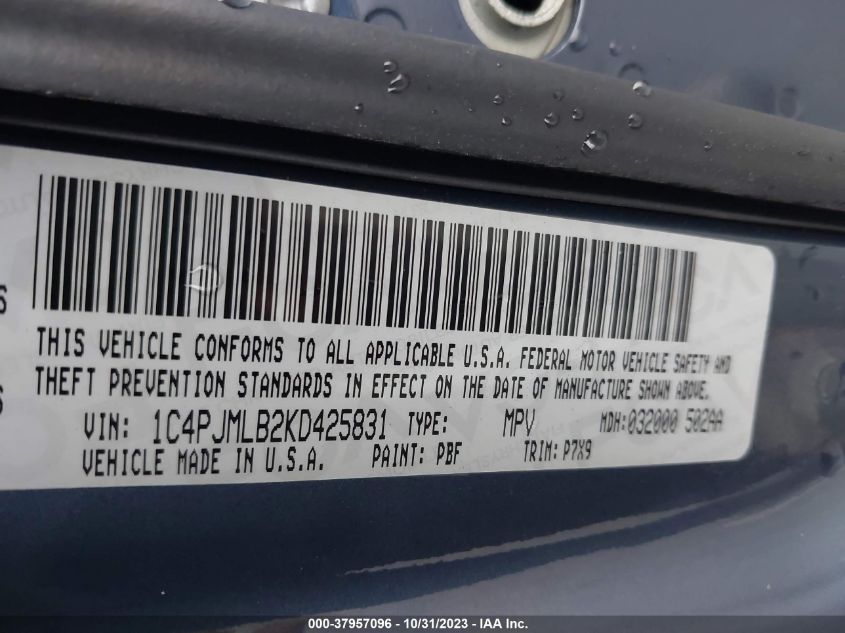 THIS VEHICLE CONFORMS TO ALL APPLICABLE U.S.A. FEDERAL MOTOR VEHICLE SAFETY AND
THEFT PREVENTION STANDARDS IN EFFECT ON THE DATE OF MANUFACTURE SHOWN ABOVE.
VIN: 1C4PJMLB2KD425831 TYPE: MPV MDH:032000 502AA
VEHICLE MADE IN U.S.A. PAINT: PBF TRIM: P7X9
000-37957096 - 10/31/2023 - IAA Inc.